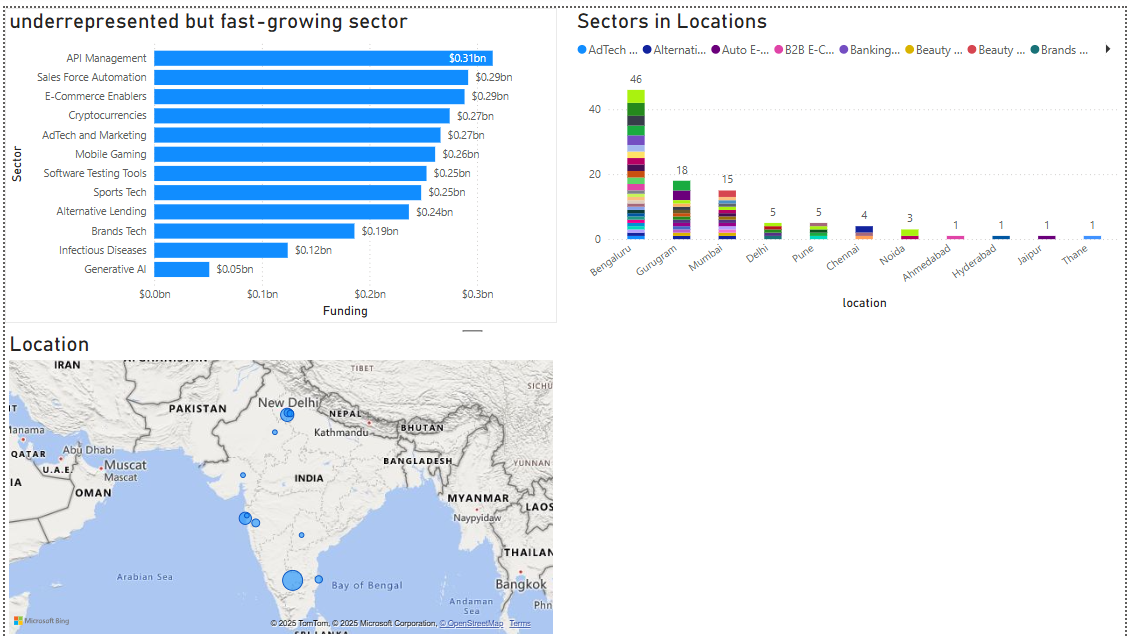 underrepresented but fast-growing sector
Sector
API Management $0.31bn
Sales Force Automation $0.29bn
E-Commerce Enablers $0.29bn
Cryptocurrencies $0.27bn
AdTech and Marketing $0.27bn
Mobile Gaming $0.26bn
Software Testing Tools $0.25bn
Sports Tech $0.25bn
Alternative Lending $0.24bn
Brands Tech $0.19bn
Infectious Diseases $0.12bn
Generative AI $0.05bn
$0.0bn $0.1bn $0.2bn $0.3bn
Funding
Sectors in Locations
AdTech ... Alternati... Auto E-... B2B E-C... Banking... Beauty ... Beauty ... Brands ...
46 18 15 5 5 4 3 1 1 1 1
40
20
0
Bengaluru Gurugram Mumbai Delhi Pune Chennai Noida Ahmedabad Hyderabad Jaipur Thane
location
Location
IRAN
TIBET
SICHU
PAKISTAN
New Delhi
NEPAL
Kathmandu
BHUTAN
Manama
QATAR
Abu Dhabi
U.A.E.
Muscat
Muscat
OMAN
IA
INDIA
BANGLADESH
YUNNAN
MYANMAR
Naypyidaw
LAOS
THAILAN
Bangkok
Phn
Arabian Sea
Bay of Bengal
Andaman
Sea
Microsoft Bing
© 2025 TomTom, © 2025 Microsoft Corporation, © OpenStreetMap Terms